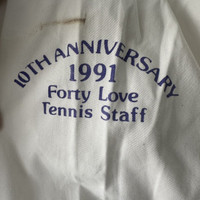 10TH ANNIVERSARY
1991
Forty Love
Tennis Staff